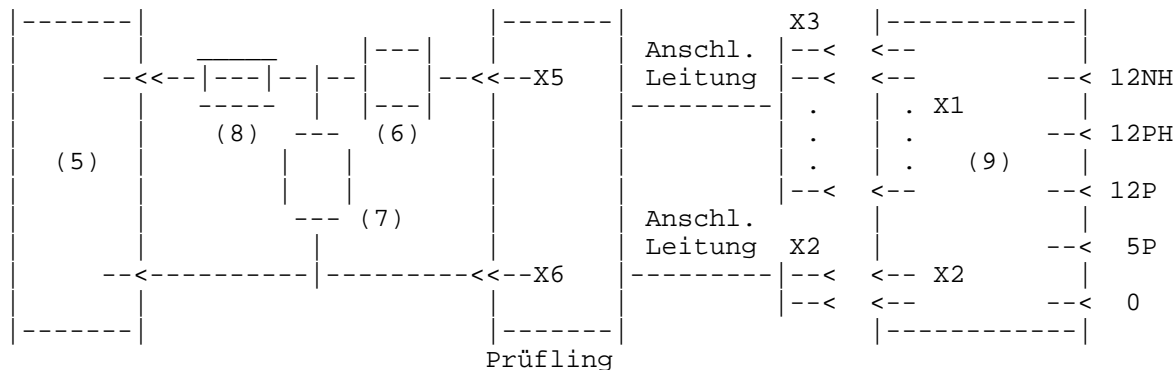 X3
Anschl.
Leitung
X5
12NH
X1
(8) (6)
12PH
(5) (9)
12P
(7)
Anschl.
5P
Leitung X2
X6 X2
0
Prüfling